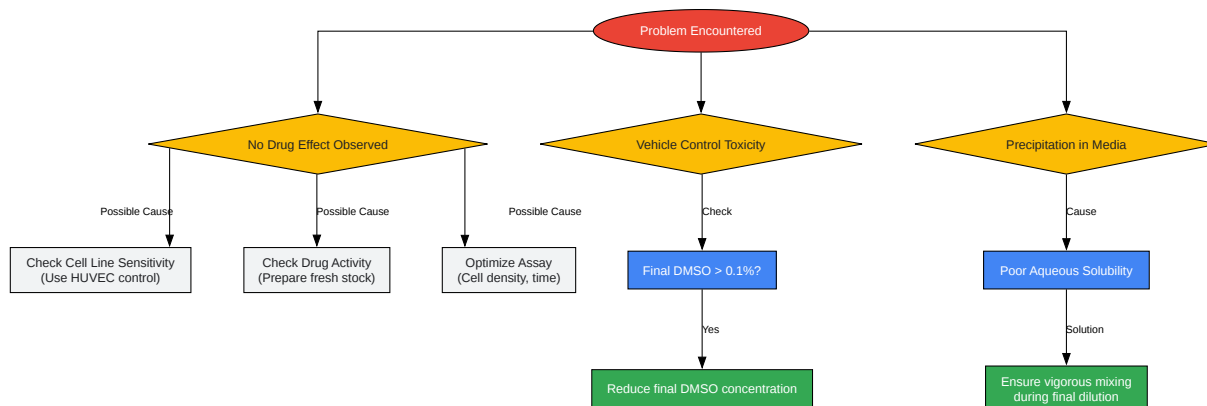 Problem Encountered
No Drug Effect Observed
Vehicle Control Toxicity
Precipitation in Media
Possible Cause
Possible Cause
Possible Cause
Check
Cause
Check Cell Line Sensitivity
(Use HUVEC control)
Check Drug Activity
(Prepare fresh stock)
Optimize Assay
(Cell density, time)
Final DMSO > 0.1%?
Poor Aqueous Solubility
Yes
Solution
Reduce final DMSO concentration
Ensure vigorous mixing
during final dilution